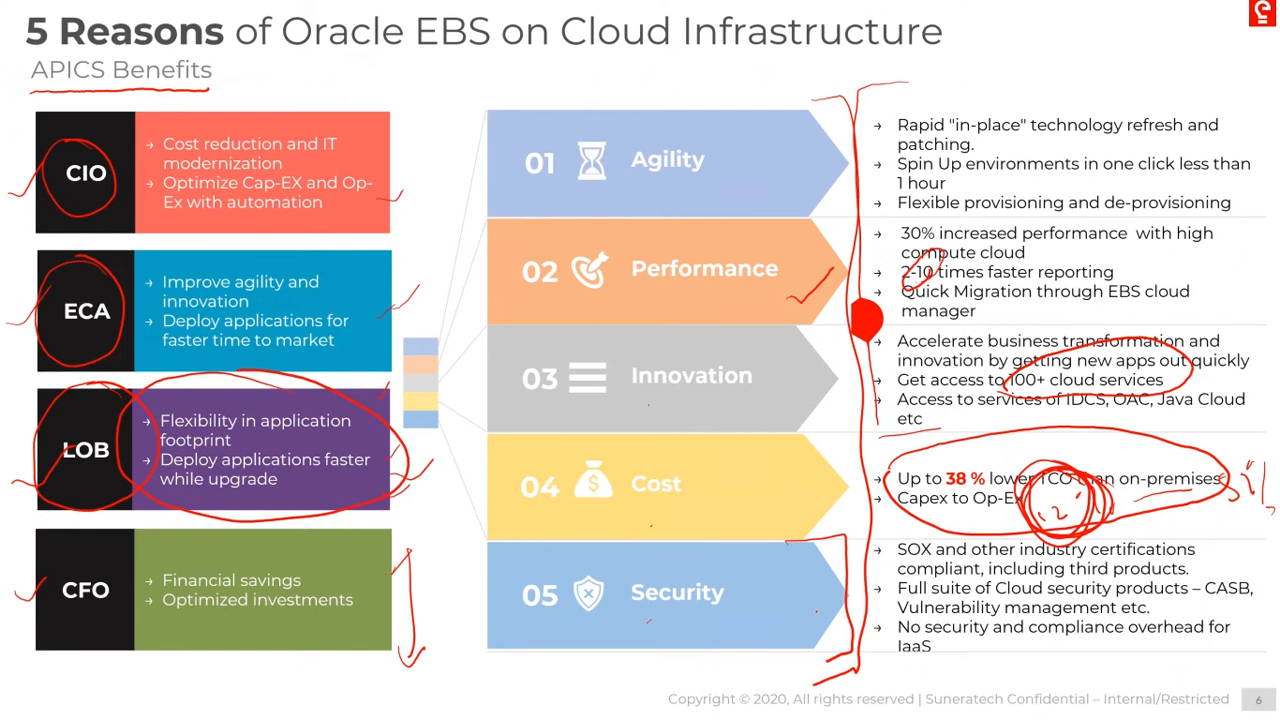 5 Reasons of Oracle EBS on Cloud Infrastructure
APICS Benefits
CIO
→ Cost reduction and IT
modernization
→ Optimize Cap-EX and Op-
Ex with automation
ECA
→ Improve agility and
innovation
→ Deploy applications for
faster time to market
LOB
→ Flexibility in application
footprint
→ Deploy applications faster
while upgrade
CFO
→ Financial savings
→ Optimized investments
01 Agility
→ Rapid "in-place" technology refresh and
patching.
→ Spin Up environments in one click less than
1 hour
→ Flexible provisioning and de-provisioning
02 Performance
→ 30% increased performance with high
compute cloud
→ 2-10 times faster reporting
→ Quick Migration through EBS cloud
manager
03 Innovation
→ Accelerate business transformation and
innovation by getting new apps out quickly
→ Get access to 100+ cloud services
→ Access to services of IDCS, OAC, Java Cloud
etc
04 Cost
→ Up to 38 % lower TCO than on-premises
→ Capex to Op-Ex
05 Security
→ SOX and other industry certifications
compliant, including third products.
→ Full suite of Cloud security products – CASB,
Vulnerability management etc.
→ No security and compliance overhead for
IaaS
Copyright © 2020, All rights reserved | Suneratech Confidential – Internal/Restricted
6